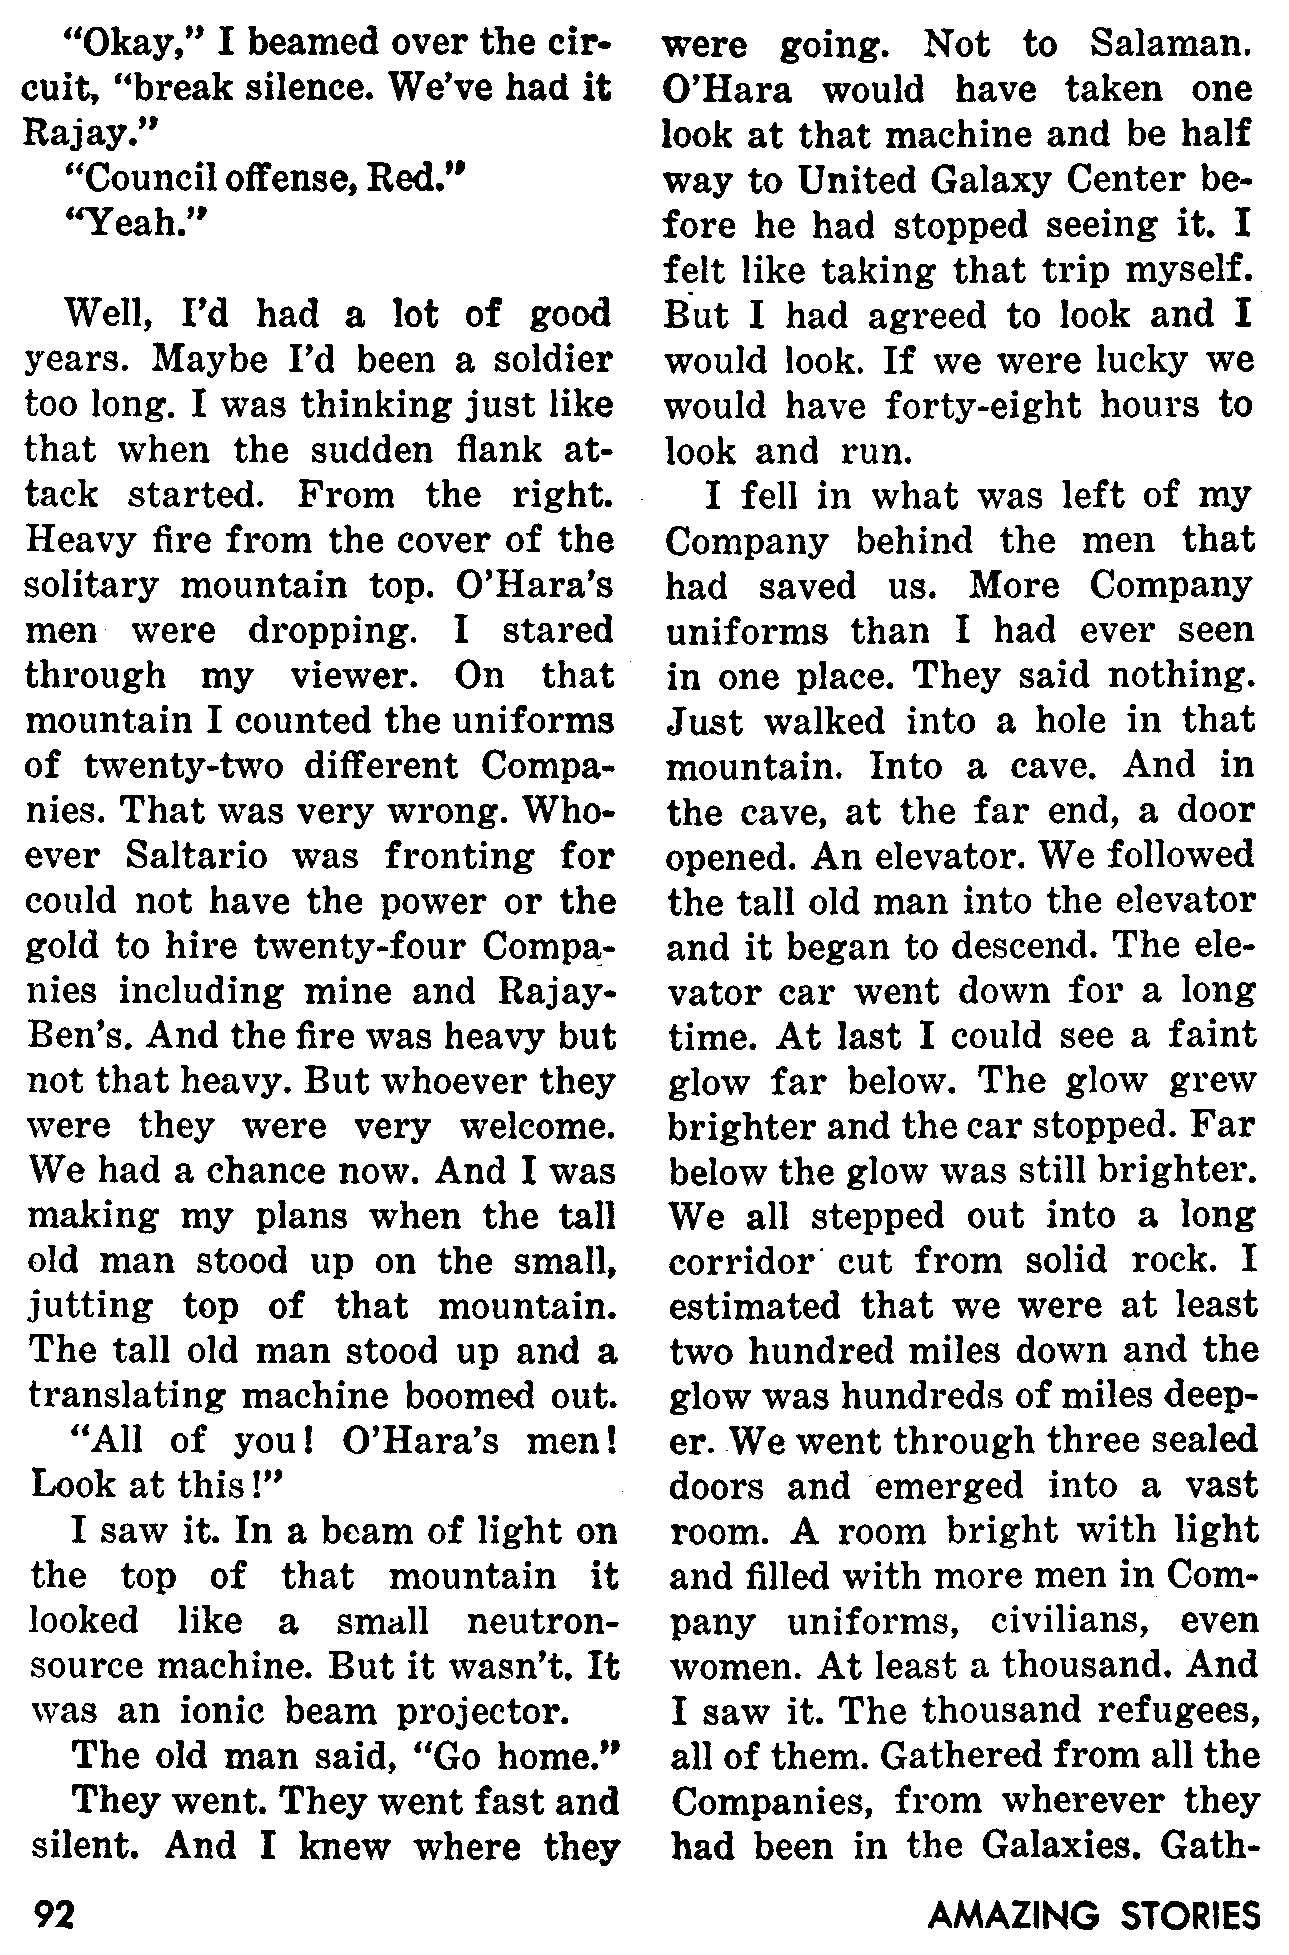 “Okay,” I beamed over the cir-
cuit, “break silence. We’ve had it
Rajay.”
“Council offense, Red.”
“Yeah.”
Well, I’d had a lot of good
years. Maybe I’d been a soldier
too long. I was thinking just like
that when the sudden flank at-
tack started. From the right.
Heavy fire from the cover of the
solitary mountain top. O’Hara’s
men were dropping. I stared
through my viewer. On that
mountain I counted the uniforms
of twenty-two different Compa-
nies. That was very wrong. Who-
ever Saltario was fronting for
could not have the power or the
gold to hire twenty-four Compa-
nies including mine and Rajay-
Ben’s. And the fire was heavy but
not that heavy. But whoever they
were they were very welcome.
We had a chance now. And I was
making my plans when the tall
old man stood up on the small,
jutting top of that mountain.
The tall old man stood up and a
translating machine boomed out.
“All of you! O’Hara’s men!
Look at this!”
I saw it. In a beam of light on
the top of that mountain it
looked like a small neutron-
source machine. But it wasn’t. It
was an ionic beam projector.
The old man said, “Go home.”
They went. They went fast and
silent. And I knew where they
were going. Not to Salaman.
O’Hara would have taken one
look at that machine and be half
way to United Galaxy Center be-
fore he had stopped seeing it. I
felt like taking that trip myself.
But I had agreed to look and I
would look. If we were lucky we
would have forty-eight hours to
look and run.
I fell in what was left of my
Company behind the men that
had saved us. More Company
uniforms than I had ever seen
in one place. They said nothing.
Just walked into a hole in that
mountain. Into a cave. And in
the cave, at the far end, a door
opened. An elevator. We followed
the tall old man into the elevator
and it began to descend. The ele-
vator car went down for a long
time. At last I could see a faint
glow far below. The glow grew
brighter and the car stopped. Far
below the glow was still brighter.
We all stepped out into a long
corridor cut from solid rock. I
estimated that we were at least
two hundred miles down and the
glow was hundreds of miles deep-
er. We went through three sealed
doors and emerged into a vast
room. A room bright with light
and filled with more men in Com-
pany uniforms, civilians, even
women. At least a thousand. And
I saw it. The thousand refugees,
all of them. Gathered from all the
Companies, from wherever they
had been in the Galaxies. Gath-
92
AMAZING STORIES